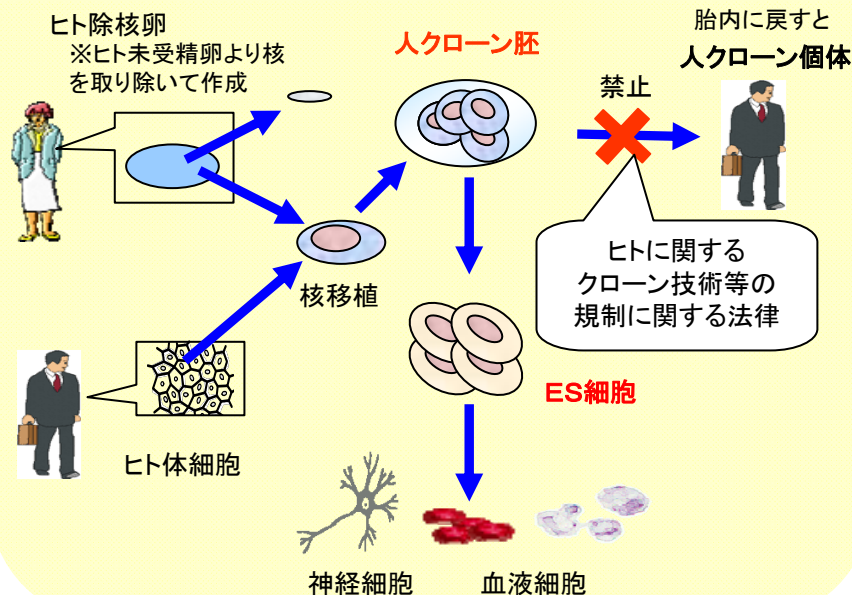 ヒト除核卵
※ヒト未受精卵より核
を取り除いて作成
人クローン胚
胎内に戻すと
人クローン個体
禁止
ヒトに関する
クローン技術等の
規制に関する法律
核移植
ES細胞
ヒト体細胞
神経細胞
血液細胞